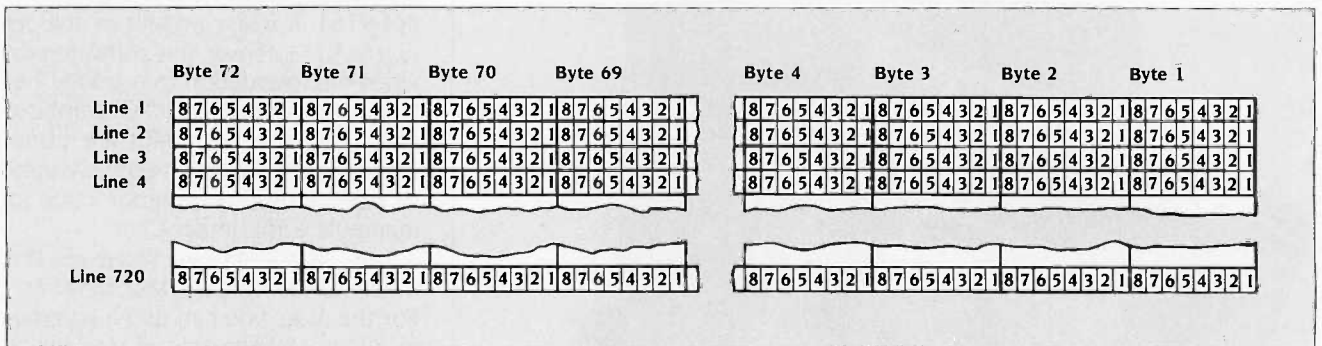 Byte 72 Byte 71 Byte 70 Byte 69 Byte 4 Byte 3 Byte 2 Byte 1
Line 1 8 7 6 5 4 3 2 1 8 7 6 5 4 3 2 1 8 7 6 5 4 3 2 1 8 7 6 5 4 3 2 1 8 7 6 5 4 3 2 1 8 7 6 5 4 3 2 1 8 7 6 5 4 3 2 1 8 7 6 5 4 3 2 1
Line 2 8 7 6 5 4 3 2 1 8 7 6 5 4 3 2 1 8 7 6 5 4 3 2 1 8 7 6 5 4 3 2 1 8 7 6 5 4 3 2 1 8 7 6 5 4 3 2 1 8 7 6 5 4 3 2 1 8 7 6 5 4 3 2 1
Line 3 8 7 6 5 4 3 2 1 8 7 6 5 4 3 2 1 8 7 6 5 4 3 2 1 8 7 6 5 4 3 2 1 8 7 6 5 4 3 2 1 8 7 6 5 4 3 2 1 8 7 6 5 4 3 2 1 8 7 6 5 4 3 2 1
Line 4 8 7 6 5 4 3 2 1 8 7 6 5 4 3 2 1 8 7 6 5 4 3 2 1 8 7 6 5 4 3 2 1 8 7 6 5 4 3 2 1 8 7 6 5 4 3 2 1 8 7 6 5 4 3 2 1 8 7 6 5 4 3 2 1
Line 720 8 7 6 5 4 3 2 1 8 7 6 5 4 3 2 1 8 7 6 5 4 3 2 1 8 7 6 5 4 3 2 1 8 7 6 5 4 3 2 1 8 7 6 5 4 3 2 1 8 7 6 5 4 3 2 1 8 7 6 5 4 3 2 1